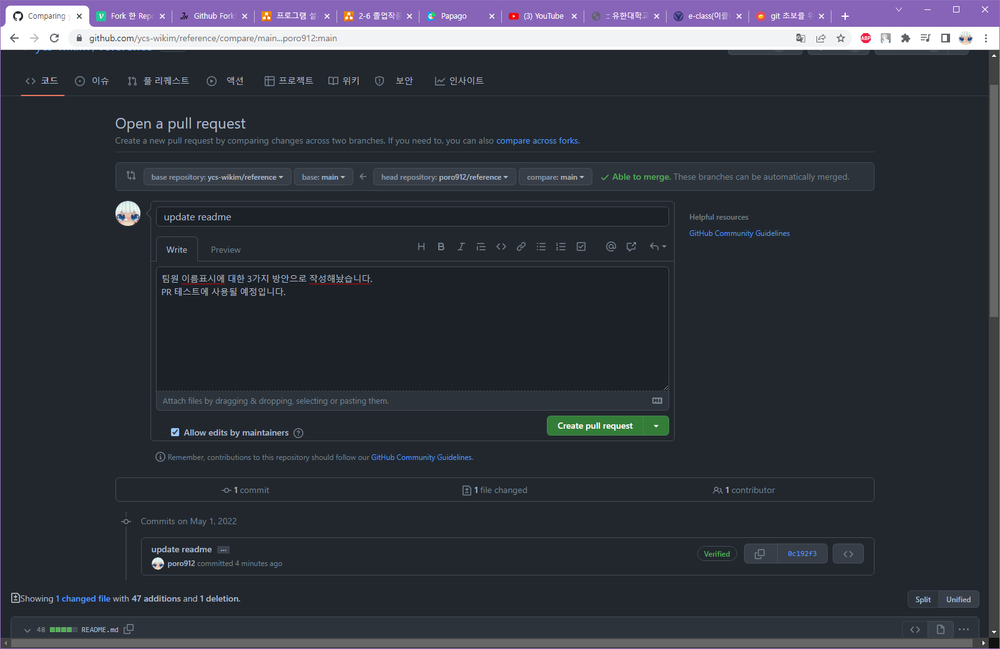 Comparing
Fork 한 Repo
Github Fork
프로그램 설
2-6 졸업작품
Papago
(3) YouTube
:: 유한대학교
e-class(이클
git 초보를 위
github.com/ycs-wikim/reference/compare/main...poro912:main
ABP
ycs-wikim / reference
코드
이슈
풀 리퀘스트
액션
프로젝트
위키
보안
인사이트
Open a pull request
Create a new pull request by comparing changes across two branches. If you need to, you can also compare across forks.
base repository: ycs-wikim/reference
base: main
head repository: poro912/reference
compare: main
Able to merge. These branches can be automatically merged.
update readme
Helpful resources
GitHub Community Guidelines
Write
Preview
팀원 이름표시에 대한 3가지 방안으로 작성해놨습니다.
PR 테스트에 사용될 예정입니다.
Attach files by dragging & dropping, selecting or pasting them.
Allow edits by maintainers
Create pull request
Remember, contributions to this repository should follow our GitHub Community Guidelines.
1 commit
1 file changed
1 contributor
Commits on May 1, 2022
update readme …
Verified
0c192f3
poro912 committed 4 minutes ago
Showing 1 changed file with 47 additions and 1 deletion.
Split
Unified
48
README.md